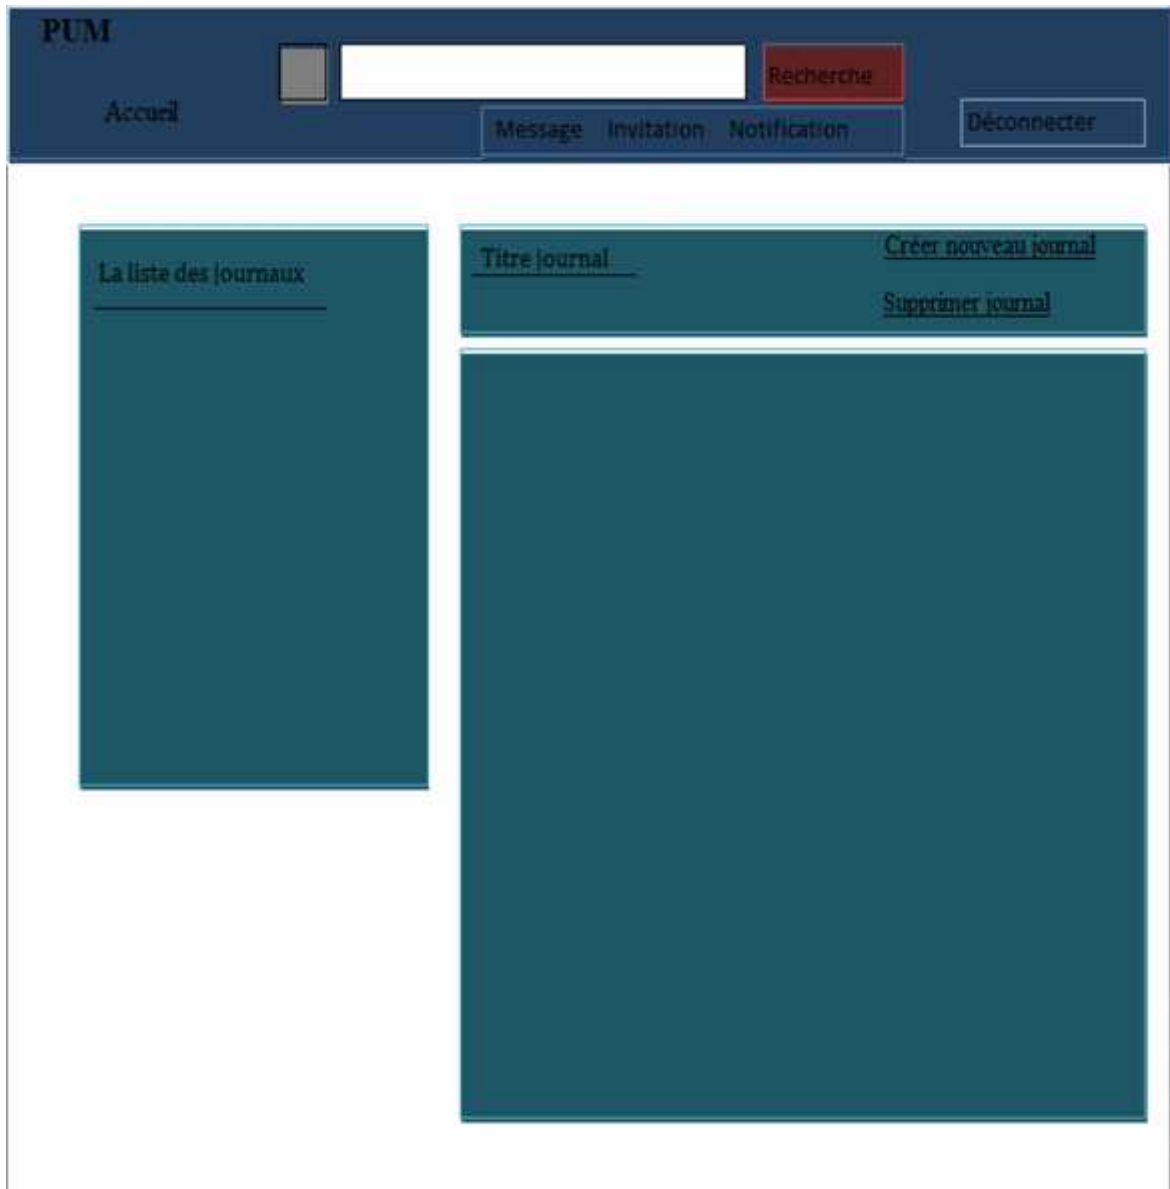 PUM
Recherche
Accueil
Message Invitation Notification
Déconnecter
La liste des journaux
Titre journal
Créer nouveau journal
Supprimer journal